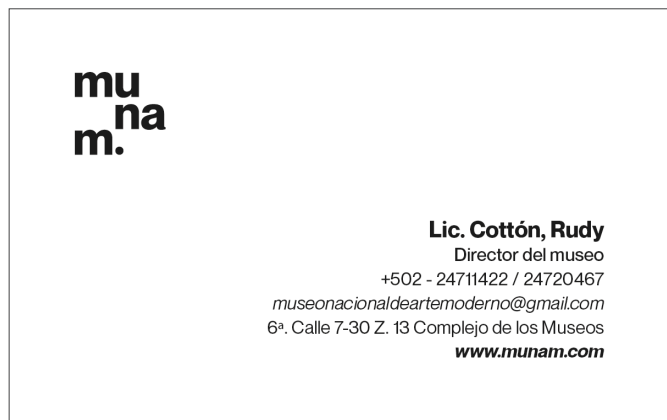 mu
na
m.
Lic. Cottón, Rudy
Director del museo
+502 - 24711422 / 24720467
museonacionaldeartemoderno@gmail.com
6ª. Calle 7-30 Z. 13 Complejo de los Museos
www.munam.com